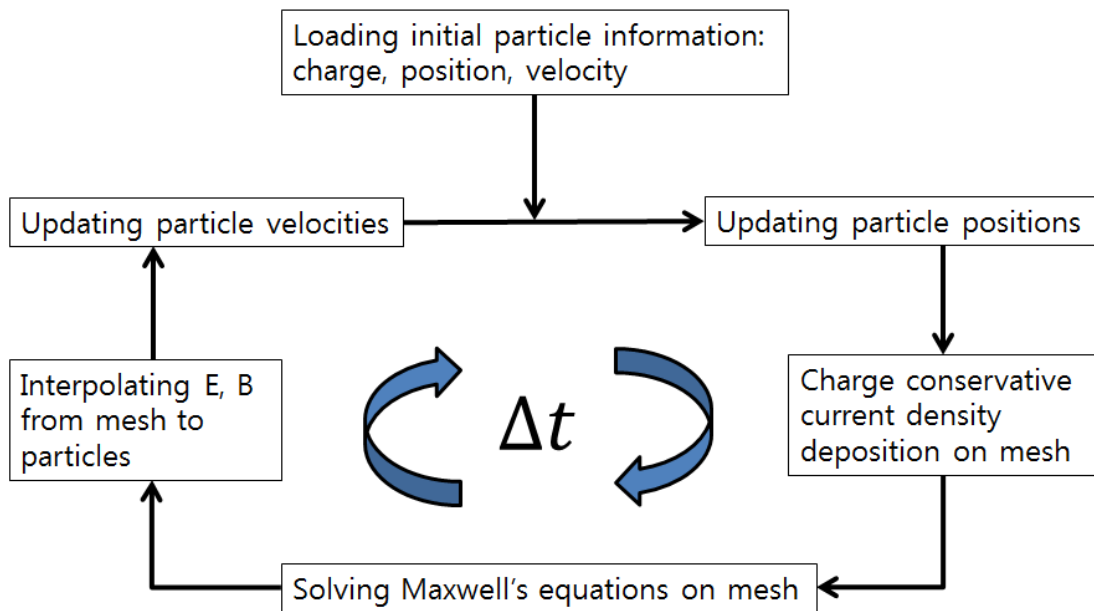 Loading initial particle information:
charge, position, velocity
Updating particle velocities
Updating particle positions
Interpolating E, B
from mesh to
particles
Δt
Charge conservative
current density
deposition on mesh
Solving Maxwell's equations on mesh